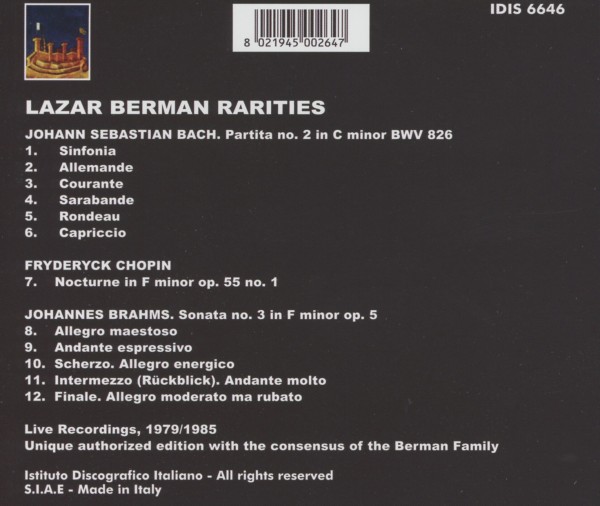 IDIS 6646
8 021945 002647
LAZAR BERMAN RARITIES
JOHANN SEBASTIAN BACH. Partita no. 2 in C minor BWV 826
1. Sinfonia
2. Allemande
3. Courante
4. Sarabande
5. Rondeau
6. Capriccio
FRYDERYCK CHOPIN
7. Nocturne in F minor op. 55 no. 1
JOHANNES BRAHMS. Sonata no. 3 in F minor op. 5
8. Allegro maestoso
9. Andante espressivo
10. Scherzo. Allegro energico
11. Intermezzo (Rückblick). Andante molto
12. Finale. Allegro moderato ma rubato
Live Recordings, 1979/1985
Unique authorized edition with the consensus of the Berman Family
Istituto Discografico Italiano - All rights reserved
S.I.A.E - Made in Italy